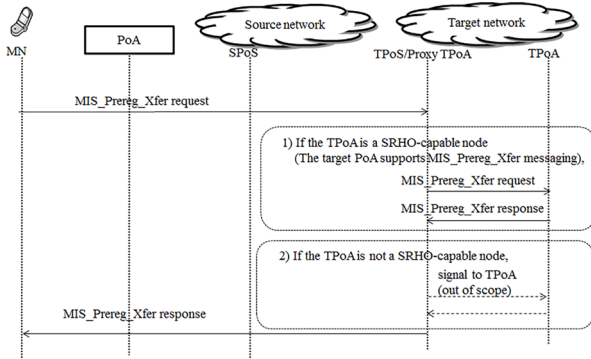 Source network
Target network
MN
PoA
SPoS
TPoS/Proxy TPoA
TPoA
MIS_Prereg_Xfer request
1) If the TPoA is a SRHO-capable node
(The target PoA supports MIS_Prereg_Xfer messaging),
MIS_Prereg_Xfer request
MIS_Prereg_Xfer response
2) If the TPoA is not a SRHO-capable node,
signal to TPoA
(out of scope)
MIS_Prereg_Xfer response